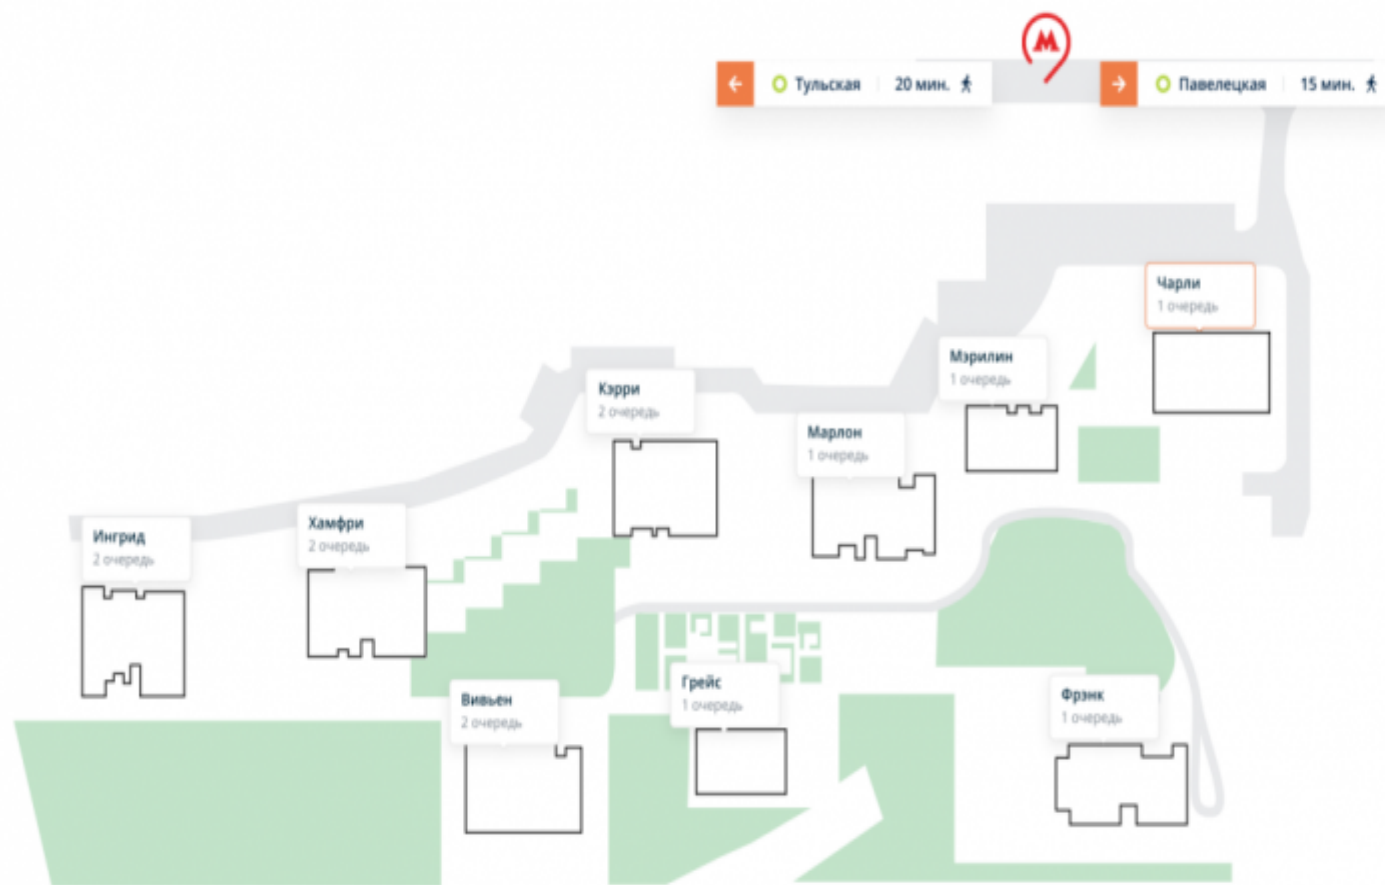 М
Тульская 20 мин.
Павелецкая 15 мин.
Чарли
1 очередь
Мэрилин
1 очередь
Кэрри
2 очередь
Марлон
1 очередь
Хамфри
2 очередь
Ингрид
2 очередь
Грейс
1 очередь
Фрэнк
1 очередь
Вивьен
2 очередь